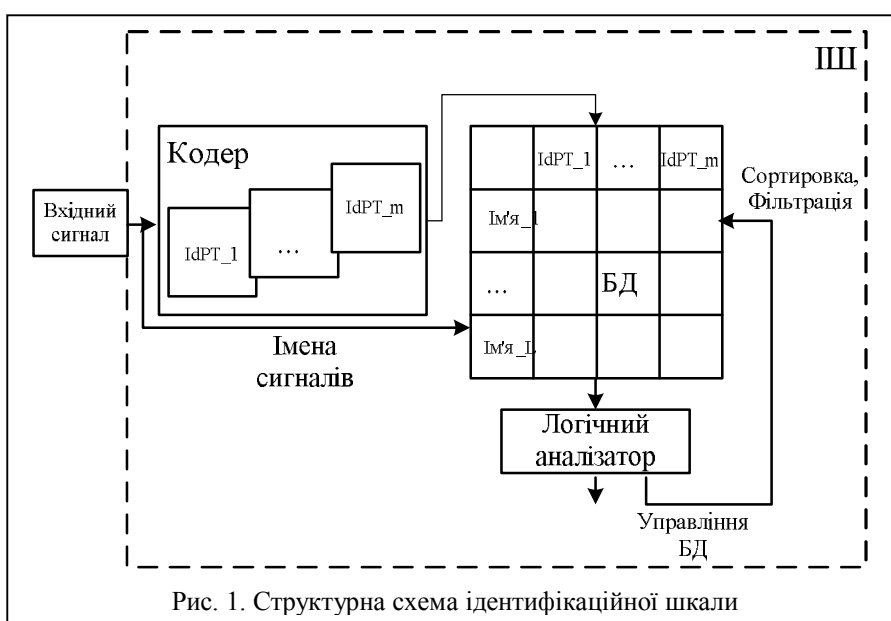 ІШ
Кодер
IdPT_1
...
IdPT_m
Вхідний
сигнал
Імена
сигналів
IdPT_1
...
IdPT_m
Ім'я_1
...
БД
Ім'я_L
Сортировка,
Фільтрація
Логічний
аналізатор
Управління
БД
Рис. 1. Структурна схема ідентифікаційної шкали